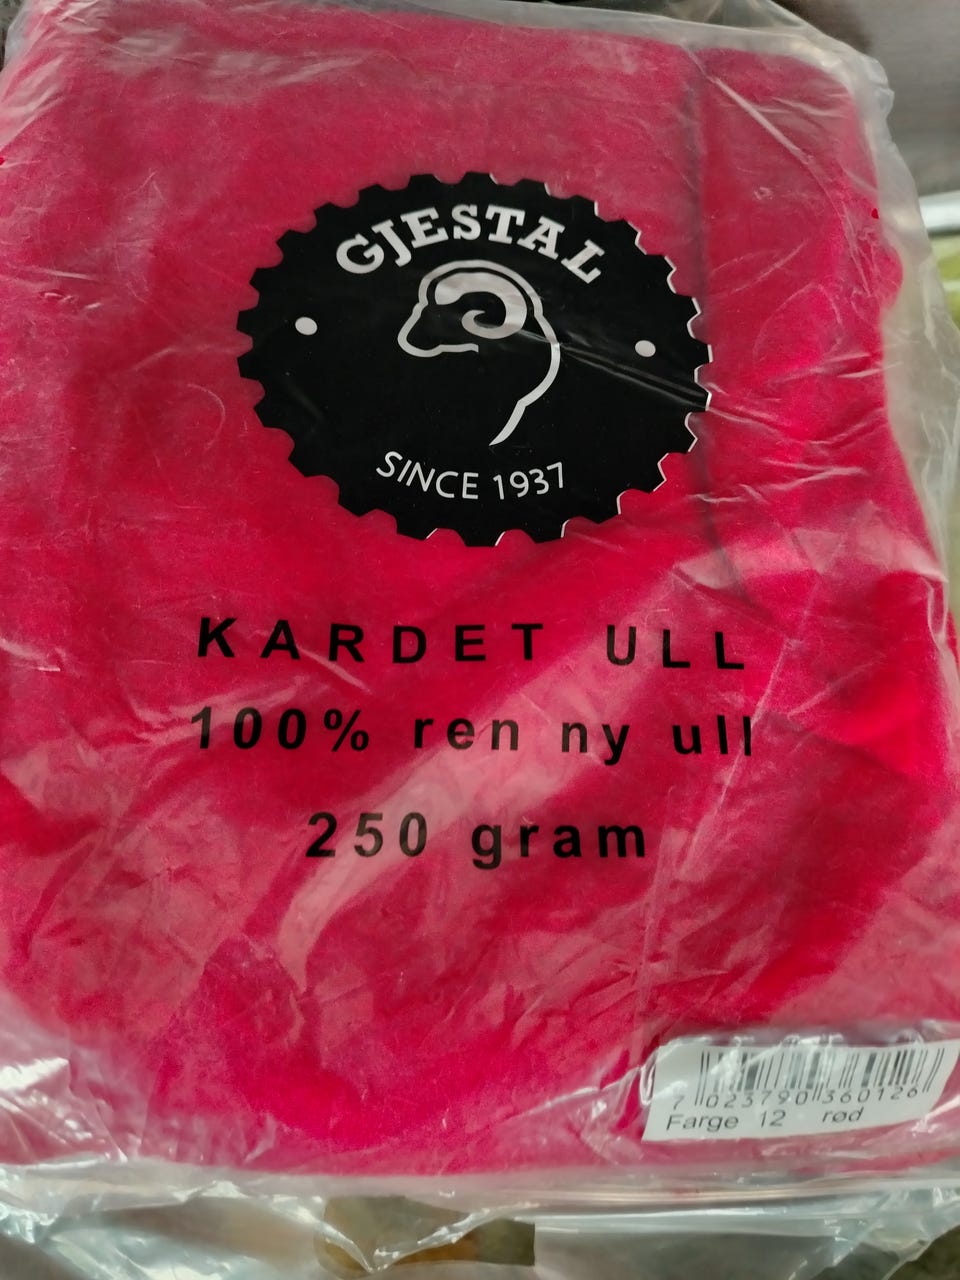 GJESTAL
SINCE 1937
KARDET ULL
100% ren ny ull
250 gram
7 023790 360126
Farge 12 rød